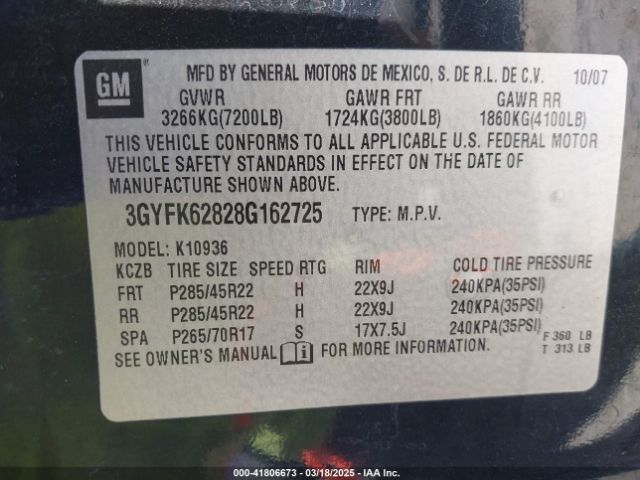 GM ® MFD BY GENERAL MOTORS DE MEXICO, S. DE R.L. DE C.V. 10/07
GVWR GAWR FRT GAWR RR
3266KG(7200LB) 1724KG(3800LB) 1860KG(4100LB)
THIS VEHICLE CONFORMS TO ALL APPLICABLE U.S. FEDERAL MOTOR
VEHICLE SAFETY STANDARDS IN EFFECT ON THE DATE OF
MANUFACTURE SHOWN ABOVE.
3GYFK62828G162725 TYPE: M.P.V.
MODEL: K10936
KCZB TIRE SIZE SPEED RTG RIM COLD TIRE PRESSURE
FRT P285/45R22 H 22X9J 240KPA(35PSI)
RR P285/45R22 H 22X9J 240KPA(35PSI)
SPA P265/70R17 S 17X7.5J 240KPA(35PSI)
F 360 LB
SEE OWNER'S MANUAL i FOR MORE INFORMATION. T 313 LB
000-41806673 — 03/18/2025 — IAA Inc.